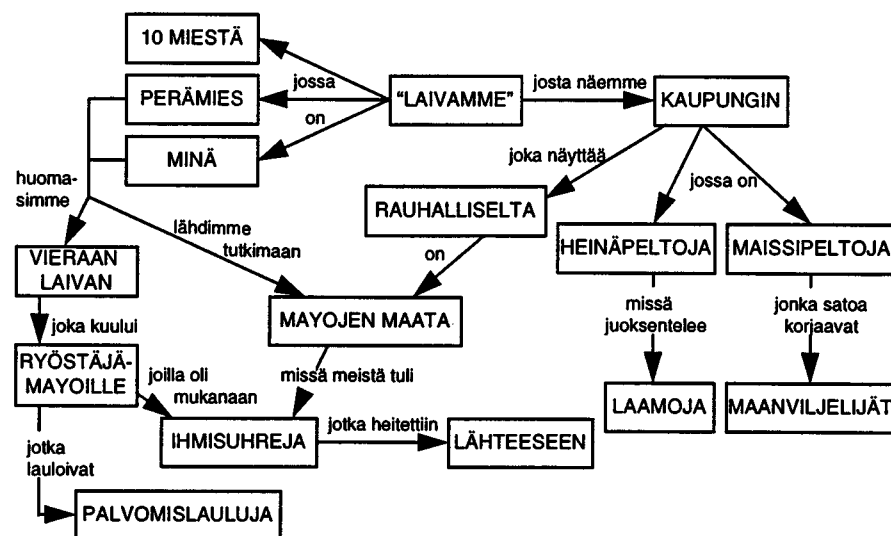 10 MIESTÄ
jossa
on
PERÄMIES
MINÄ
"LAIVAMME"
josta näemme
KAUPUNGIN
joka näyttää
jossa on
huoma-
simme
lähdimme
tutkimaan
RAUHALLISELTA
on
HEINÄPELTOJA
MAISSIPELTOJA
VIERAAN
LAIVAN
MAYOJEN MAATA
missä
juoksentelee
jonka satoa
korjaavat
joka kuului
RYÖSTÄJÄ-
MAYOILLE
joilla oli
mukanaan
missä meistä tuli
LAAMOJA
MAANVILJELIJÄT
IHMISUHREJA
jotka heitettiin
LÄHTEESEEN
jotka
lauloivat
PALVOMISLAULUJA